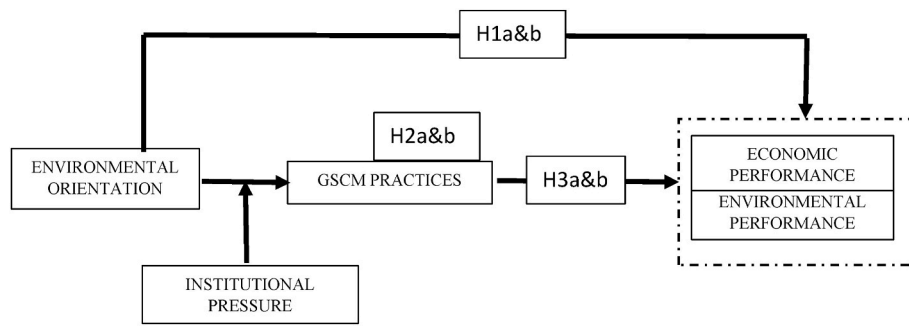 H1a&b
H2a&b
ENVIRONMENTAL
ORIENTATION
GSCM PRACTICES
H3a&b
ECONOMIC
PERFORMANCE
ENVIRONMENTAL
PERFORMANCE
INSTITUTIONAL
PRESSURE